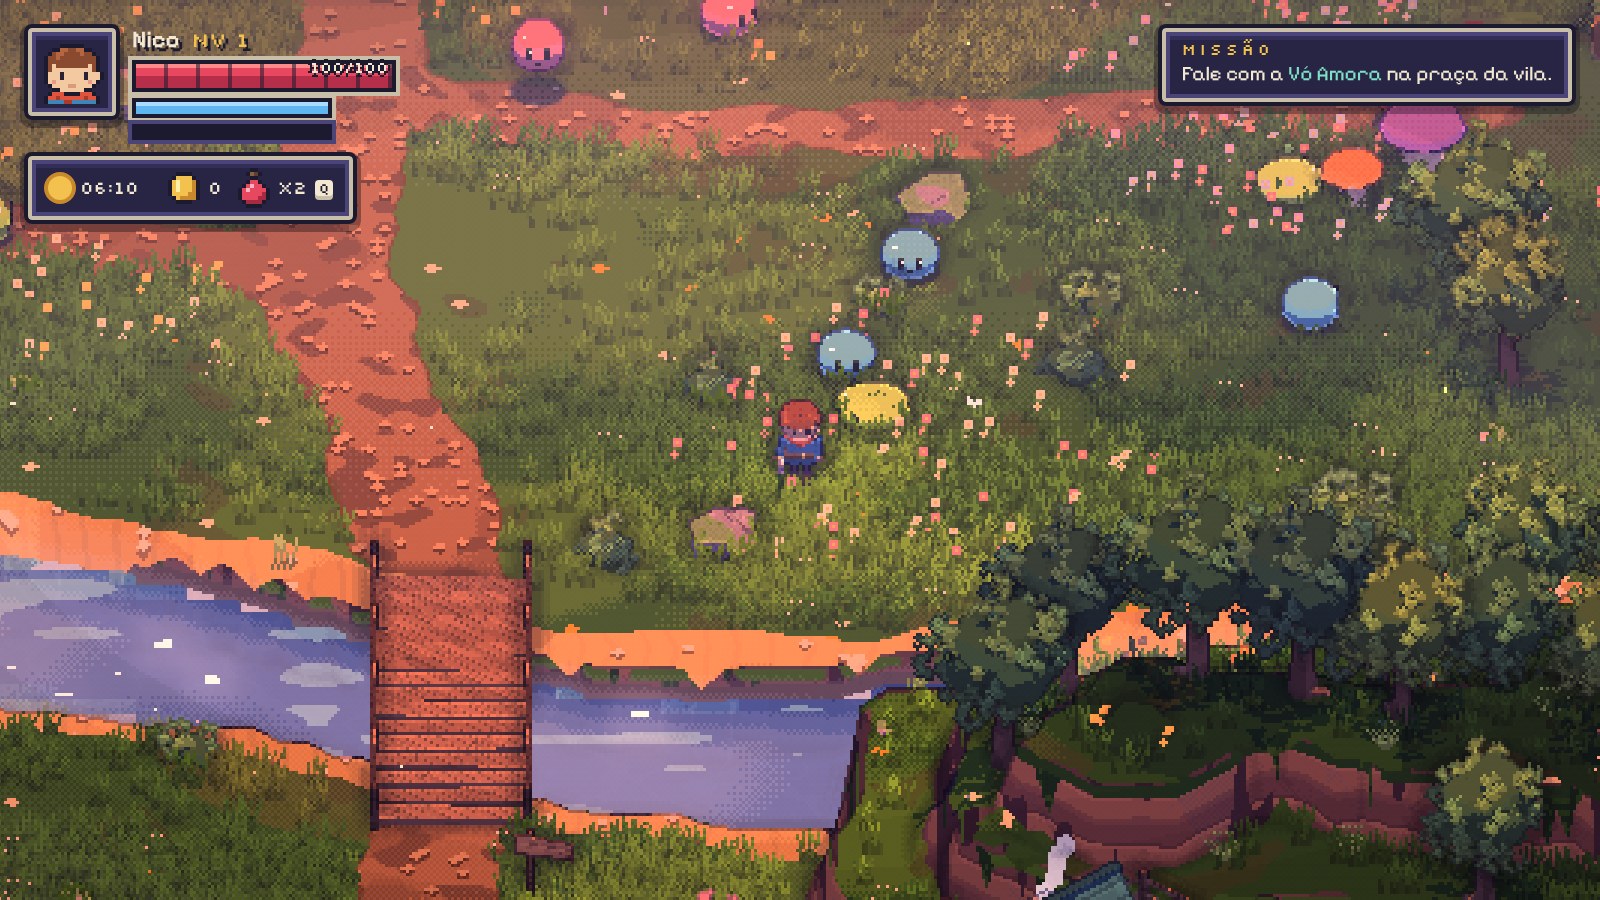 Nico NV 1
100/100
06:10 0 X2 Q
MISSÃO
Fale com a Vó Amora na praça da vila.